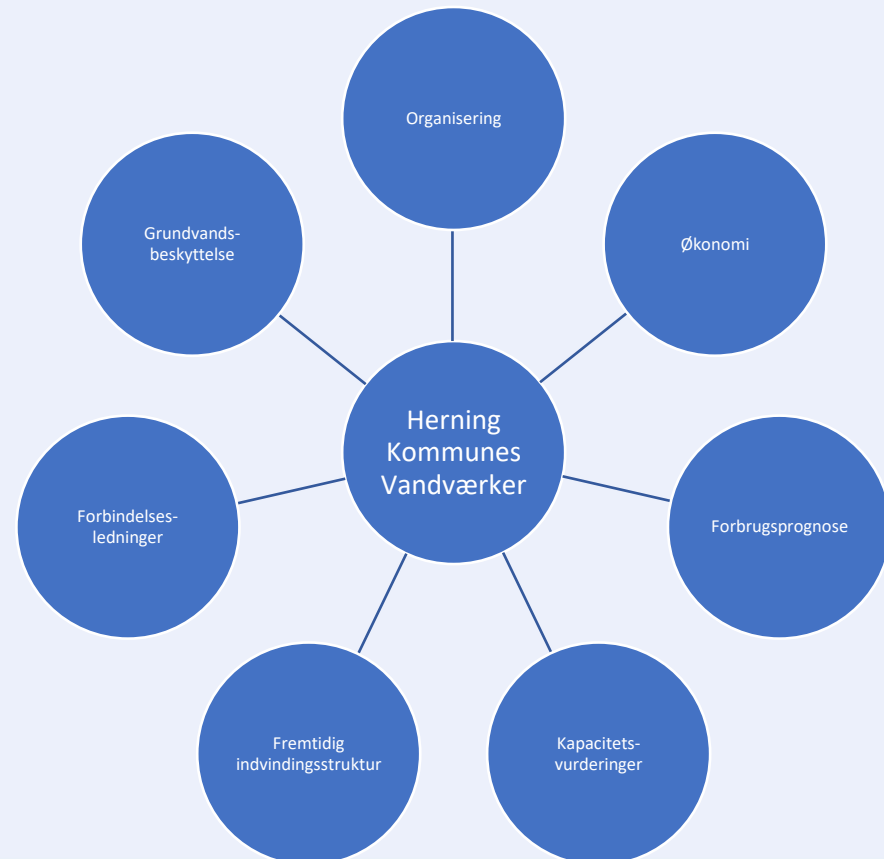 Organisering
Økonomi
Forbrugsprognose
Kapacitets-
vurderinger
Fremtidig
indvindingsstruktur
Forbindelses-
ledninger
Grundvands-
beskyttelse
Herning
Kommunes
Vandværker